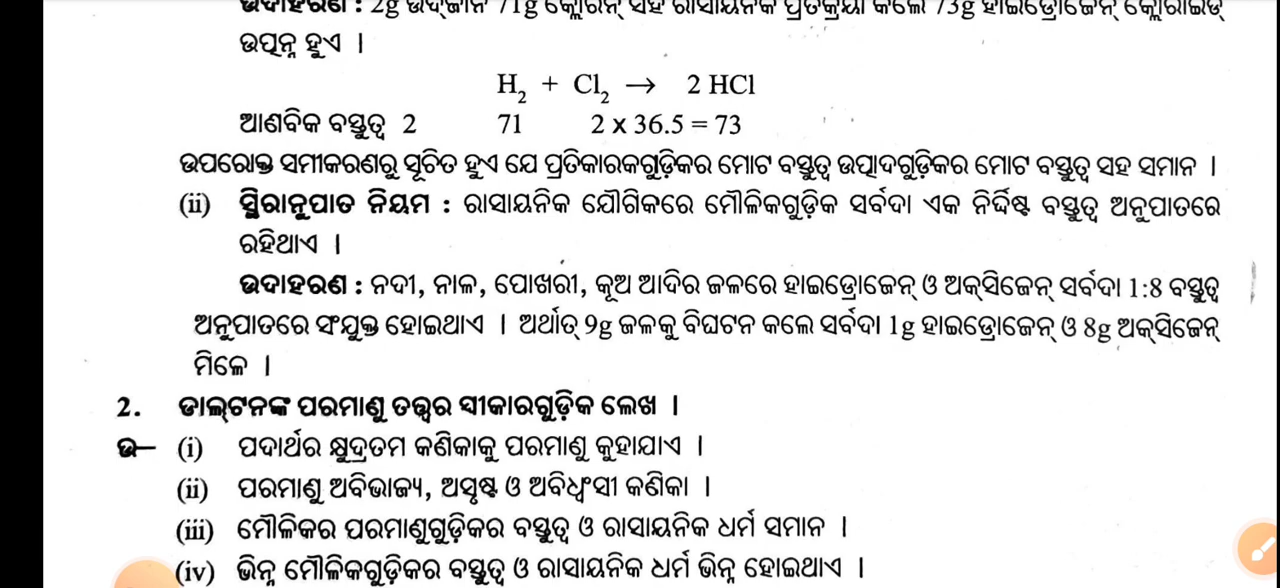 ଉଦାହରଣ : 2g ଉଦ୍‌ଜାନ 71g କ୍ଲୋରିନ୍ ସହ ରାସାୟନିକ ପ୍ରତିକ୍ରିୟା କଲେ 73g ହାଇଡ୍ରୋଜେନ୍ କ୍ଲୋରାଇଡ୍
ଉତ୍ପନ୍ନ ହୁଏ ।
H₂ + Cl₂ → 2 HCl
ଆଣବିକ ବସ୍ତୁତ୍ୱ 2 71 2 x 36.5 = 73
ଉପରୋକ୍ତ ସମୀକରଣରୁ ସୂଚିତ ହୁଏ ଯେ ପ୍ରତିକାରକଗୁଡ଼ିକର ମୋଟ ବସ୍ତୁତ୍ୱ ଉତ୍ପାଦଗୁଡ଼ିକର ମୋଟ ବସ୍ତୁତ୍ୱ ସହ ସମାନ ।
(ii) ସ୍ଥିରାନୁପାତ ନିୟମ : ରାସାୟନିକ ଯୌଗିକରେ ମୌଳିକଗୁଡ଼ିକ ସର୍ବଦା ଏକ ନିର୍ଦ୍ଦିଷ୍ଟ ବସ୍ତୁତ୍ୱ ଅନୁପାତରେ
ରହିଥାଏ ।
ଉଦାହରଣ : ନଦୀ, ନାଳ, ପୋଖରୀ, କୂଅ ଆଦିର ଜଳରେ ହାଇଡ୍ରୋଜେନ୍ ଓ ଅକ୍‌ସିଜେନ୍ ସର୍ବଦା 1:8 ବସ୍ତୁତ୍ୱ
ଅନୁପାତରେ ସଂଯୁକ୍ତ ହୋଇଥାଏ । ଅର୍ଥାତ୍ 9g ଜଳକୁ ବିଘଟନ କଲେ ସର୍ବଦା 1g ହାଇଡ୍ରୋଜେନ୍ ଓ 8g ଅକ୍‌ସିଜେନ୍
ମିଳେ ।
2. ଡାଲ୍‌ଟନଙ୍କ ପରମାଣୁ ତତ୍ତ୍ୱର ସ୍ୱୀକାରଗୁଡ଼ିକ ଲେଖ ।
ଉ— (i) ପଦାର୍ଥର କ୍ଷୁଦ୍ରତମ କଣିକାକୁ ପରମାଣୁ କୁହାଯାଏ ।
(ii) ପରମାଣୁ ଅବିଭାଜ୍ୟ, ଅସୃଷ୍ଟ ଓ ଅବିଧ୍ୱଂସୀ କଣିକା ।
(iii) ମୌଳିକର ପରମାଣୁଗୁଡ଼ିକର ବସ୍ତୁତ୍ୱ ଓ ରାସାୟନିକ ଧର୍ମ ସମାନ ।
(iv) ଭିନ୍ନ ମୌଳିକଗୁଡ଼ିକର ବସ୍ତୁତ୍ୱ ଓ ରାସାୟନିକ ଧର୍ମ ଭିନ୍ନ ହୋଇଥାଏ ।